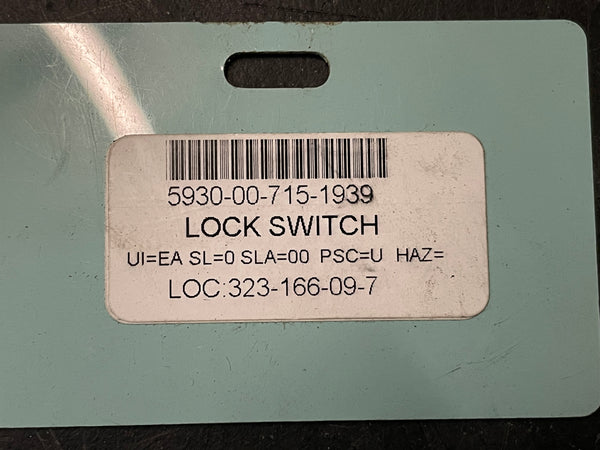 5930-00-715-1939
LOCK SWITCH
UI=EA SL=0 SLA=00 PSC=U HAZ=
LOC:323-166-09-7